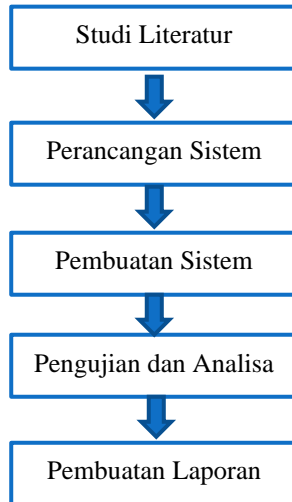 Studi Literatur
Perancangan Sistem
Pembuatan Sistem
Pengujian dan Analisa
Pembuatan Laporan